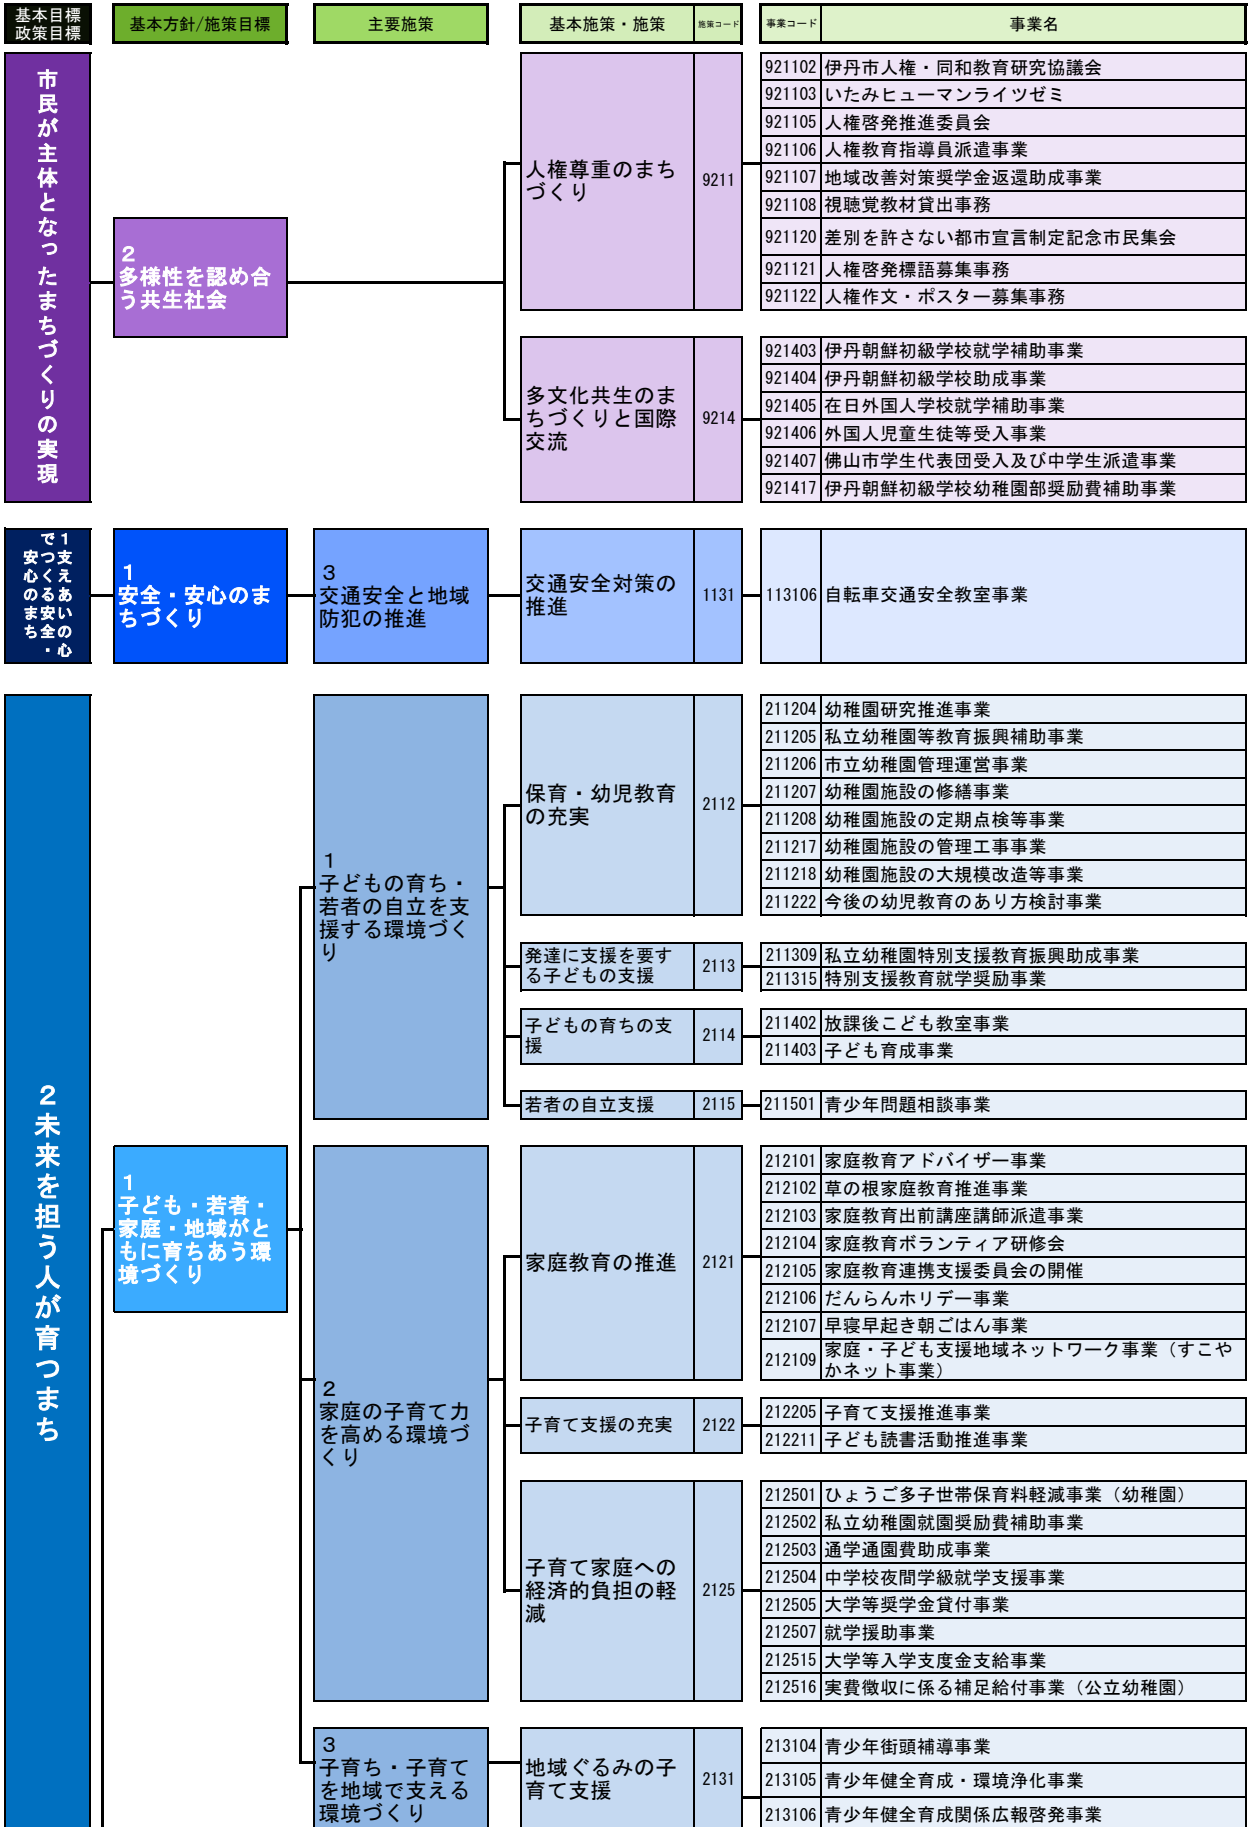 基本目標
政策目標
基本方針/施策目標
主要施策
基本施策・施策
施策コード
事業コード
事業名
市民が主体となったまちづくりの実現
2
多様性を認め合
う共生社会
人権尊重のまち
づくり
9211
921102 伊丹市人権・同和教育研究協議会
921103 いたみヒューマンライツゼミ
921105 人権啓発推進委員会
921106 人権教育指導員派遣事業
921107 地域改善対策奨学金返還助成事業
921108 視聴覚教材貸出事務
921120 差別を許さない都市宣言制定記念市民集会
921121 人権啓発標語募集事務
921122 人権作文・ポスター募集事務
多文化共生のま
ちづくりと国際
交流
9214
921403 伊丹朝鮮初級学校就学補助事業
921404 伊丹朝鮮初級学校助成事業
921405 在日外国人学校就学補助事業
921406 外国人児童生徒等受入事業
921407 佛山市学生代表団受入及び中学生派遣事業
921417 伊丹朝鮮初級学校幼稚園部奨励費補助事業
1支えあいの心
でつくる安全・
安心のまち
1
安全・安心のま
ちづくり
3
交通安全と地域
防犯の推進
交通安全対策の
推進
1131
113106 自転車交通安全教室事業
2未来を担う人が育つまち
1
子ども・若者・
家庭・地域がと
もに育ちあう環
境づくり
1
子どもの育ち・
若者の自立を支
援する環境づく
り
保育・幼児教育
の充実
2112
211204 幼稚園研究推進事業
211205 私立幼稚園等教育振興補助事業
211206 市立幼稚園管理運営事業
211207 幼稚園施設の修繕事業
211208 幼稚園施設の定期点検等事業
211217 幼稚園施設の管理工事事業
211218 幼稚園施設の大規模改造等事業
211222 今後の幼児教育のあり方検討事業
発達に支援を要す
る子どもの支援
2113
211309 私立幼稚園特別支援教育振興助成事業
211315 特別支援教育就学奨励事業
子どもの育ちの支
援
2114
211402 放課後こども教室事業
211403 子ども育成事業
若者の自立支援
2115
211501 青少年問題相談事業
2
家庭の子育て力
を高める環境づ
くり
家庭教育の推進
2121
212101 家庭教育アドバイザー事業
212102 草の根家庭教育推進事業
212103 家庭教育出前講座講師派遣事業
212104 家庭教育ボランティア研修会
212105 家庭教育連携支援委員会の開催
212106 だんらんホリデー事業
212107 早寝早起き朝ごはん事業
212109 家庭・子ども支援地域ネットワーク事業（すこや
かネット事業）
子育て支援の充実
2122
212205 子育て支援推進事業
212211 子ども読書活動推進事業
子育て家庭への
経済的負担の軽
減
2125
212501 ひょうご多子世帯保育料軽減事業（幼稚園）
212502 私立幼稚園就園奨励費補助事業
212503 通学通園費助成事業
212504 中学校夜間学級就学支援事業
212505 大学等奨学金貸付事業
212507 就学援助事業
212515 大学等入学支度金支給事業
212516 実費徴収に係る補足給付事業（公立幼稚園）
3
子育ち・子育て
を地域で支える
環境づくり
地域ぐるみの子
育て支援
2131
213104 青少年街頭補導事業
213105 青少年健全育成・環境浄化事業
213106 青少年健全育成関係広報啓発事業